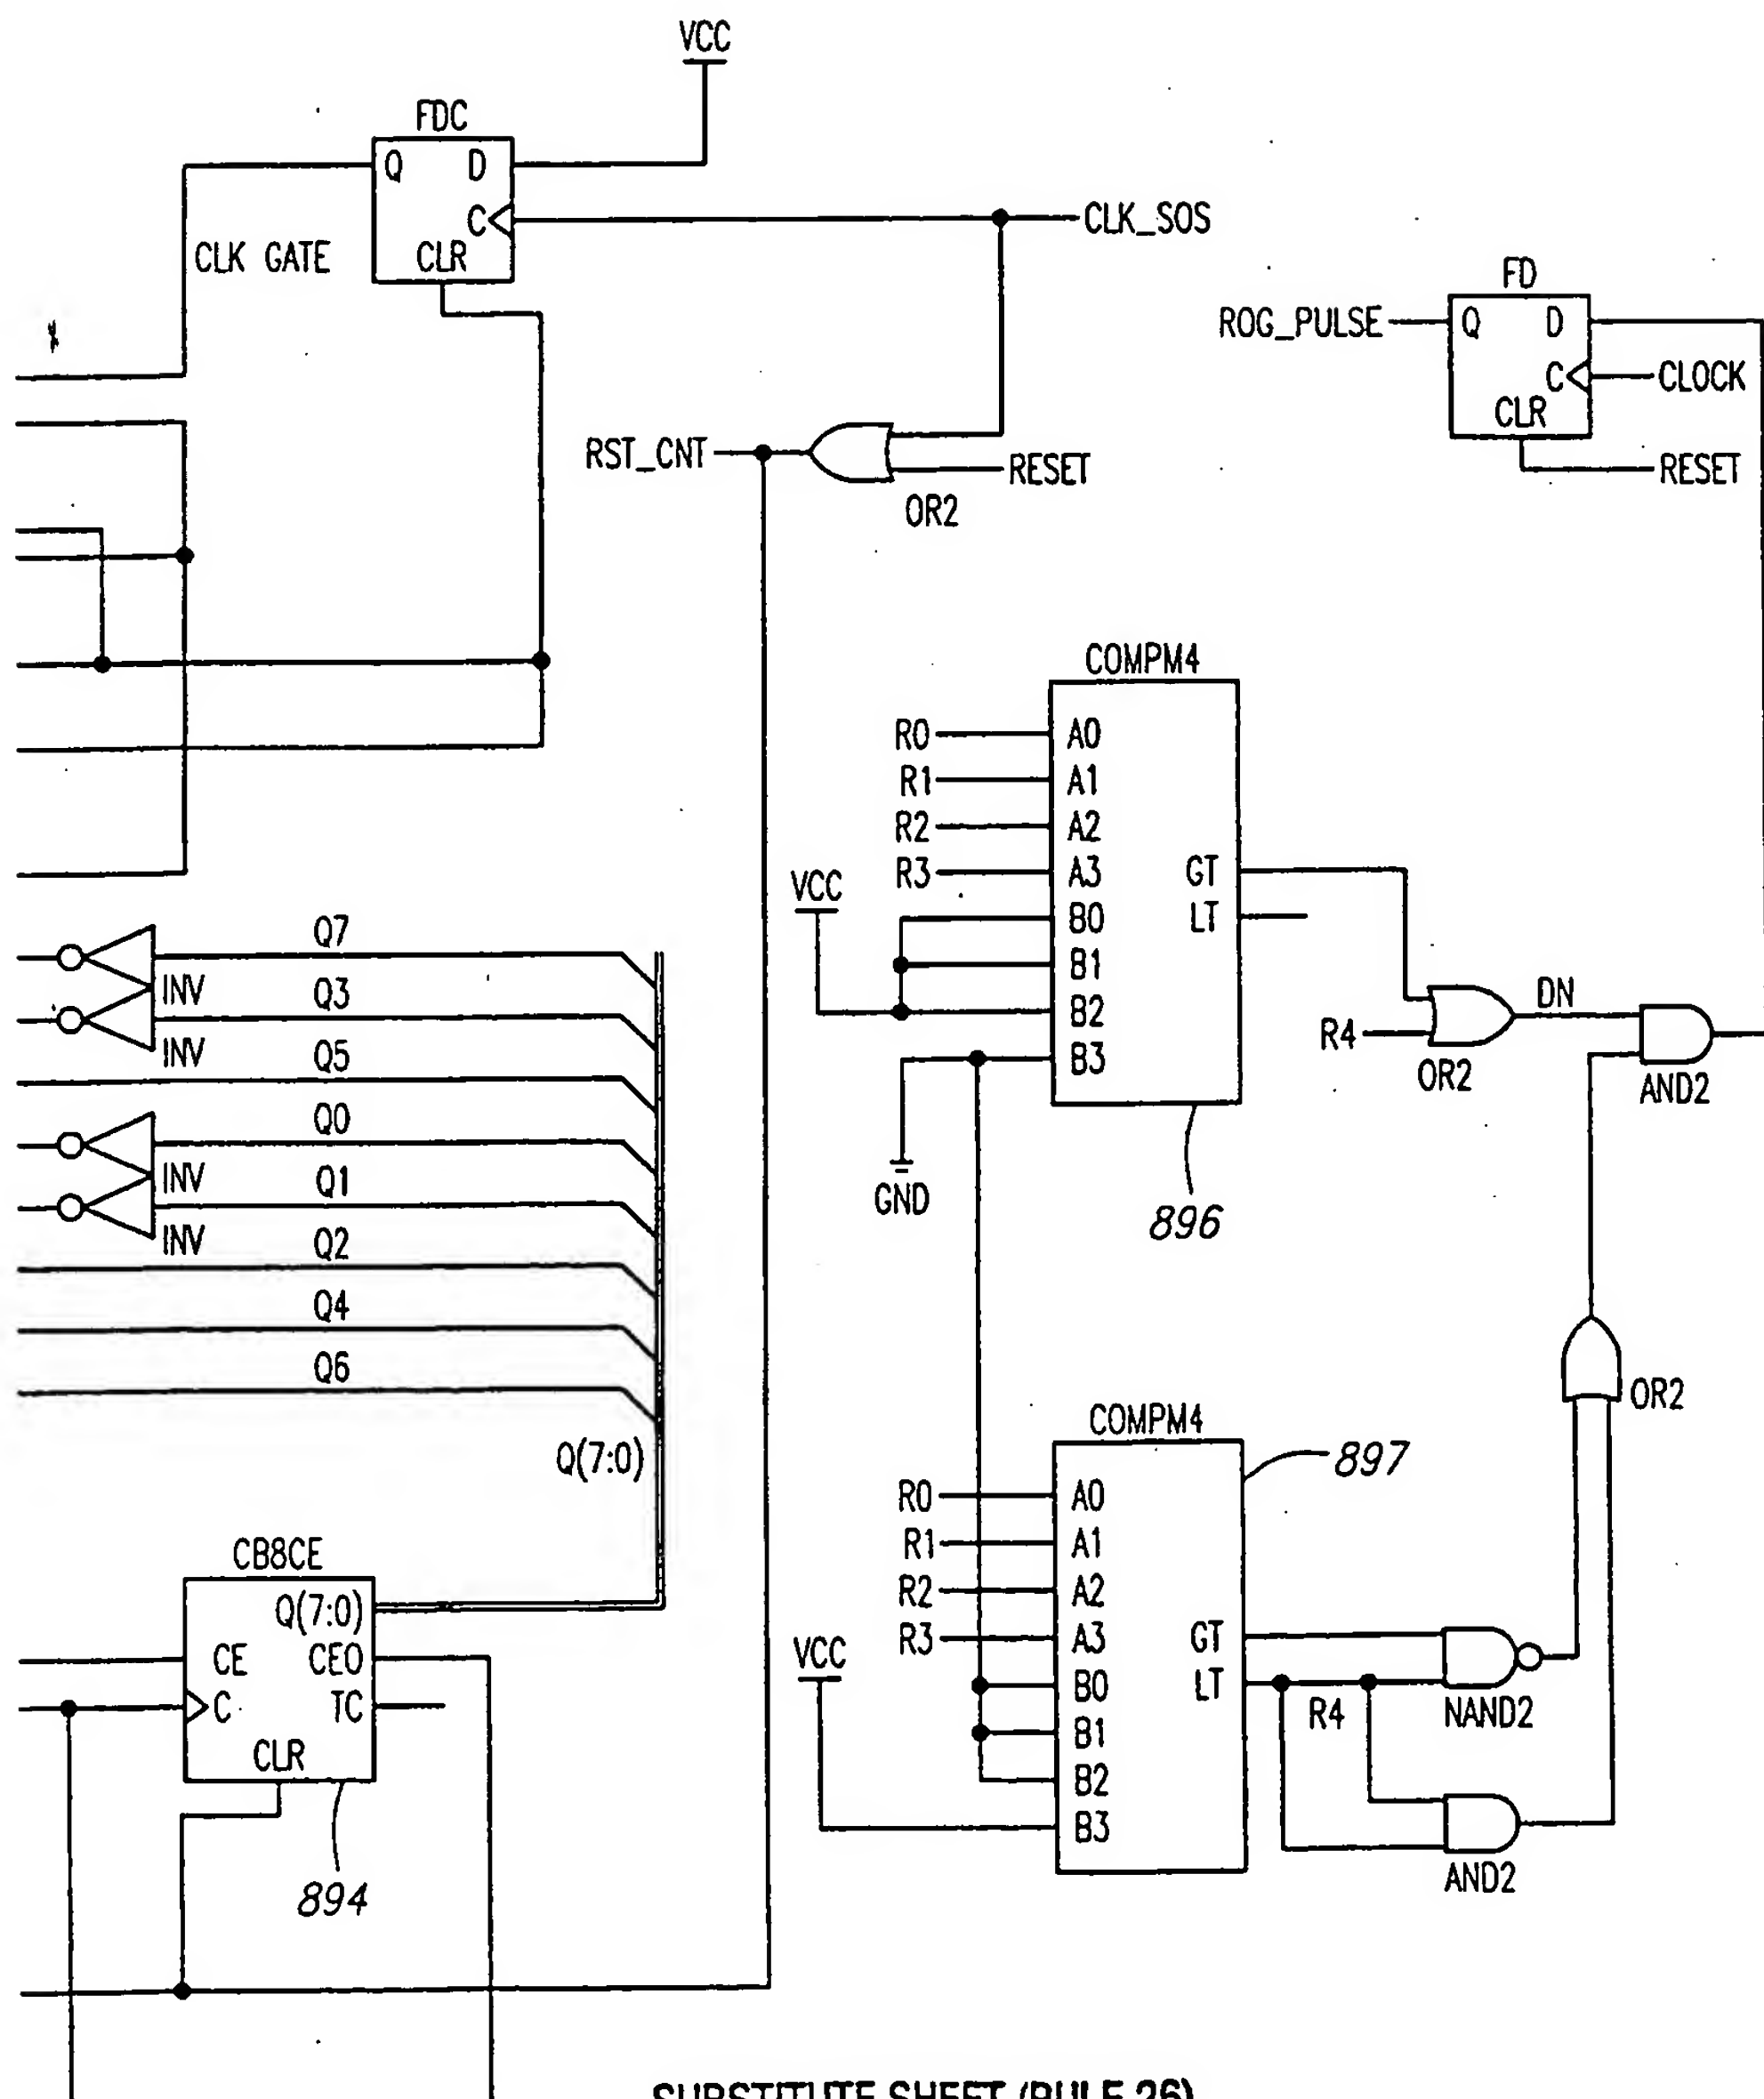 VCC
FDC
Q D
C
CLR
CLK GATE
CLK_SOS
FD
ROG_PULSE
Q D
C
CLOCK
CLR
RESET
RST_CNT
RESET
OR2
COMPM4
R0 A0
R1 A1
R2 A2
R3 A3
GT
VCC
B0
LT
B1
B2
B3
R4
OR2
DN
AND2
GND
896
Q7
INV
Q3
INV
Q5
Q0
INV
Q1
INV
Q2
Q4
Q6
Q(7:0)
OR2
COMPM4
897
R0 A0
R1 A1
R2 A2
R3 A3
GT
VCC
B0
LT
R4
NAND2
B1
B2
B3
AND2
CB8CE
Q(7:0)
CE CEO
C TC
CLR
894
SUBSTITUTE SHEET (RULE 26)